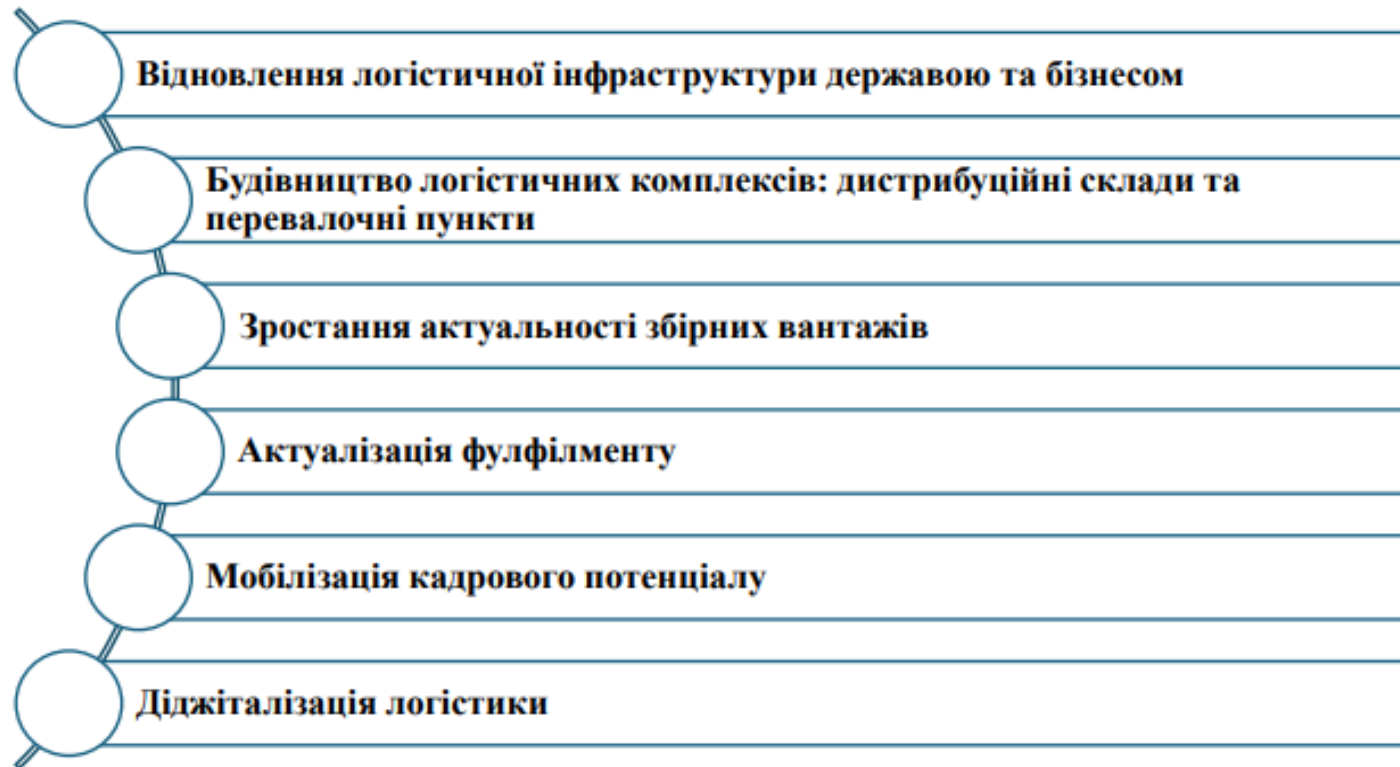 Відновлення логістичної інфраструктури державою та бізнесом
Будівництво логістичних комплексів: дистрибуційні склади та
перевалочні пункти
Зростання актуальності збірних вантажів
Актуалізація фулфілменту
Мобілізація кадрового потенціалу
Діджіталізація логістики